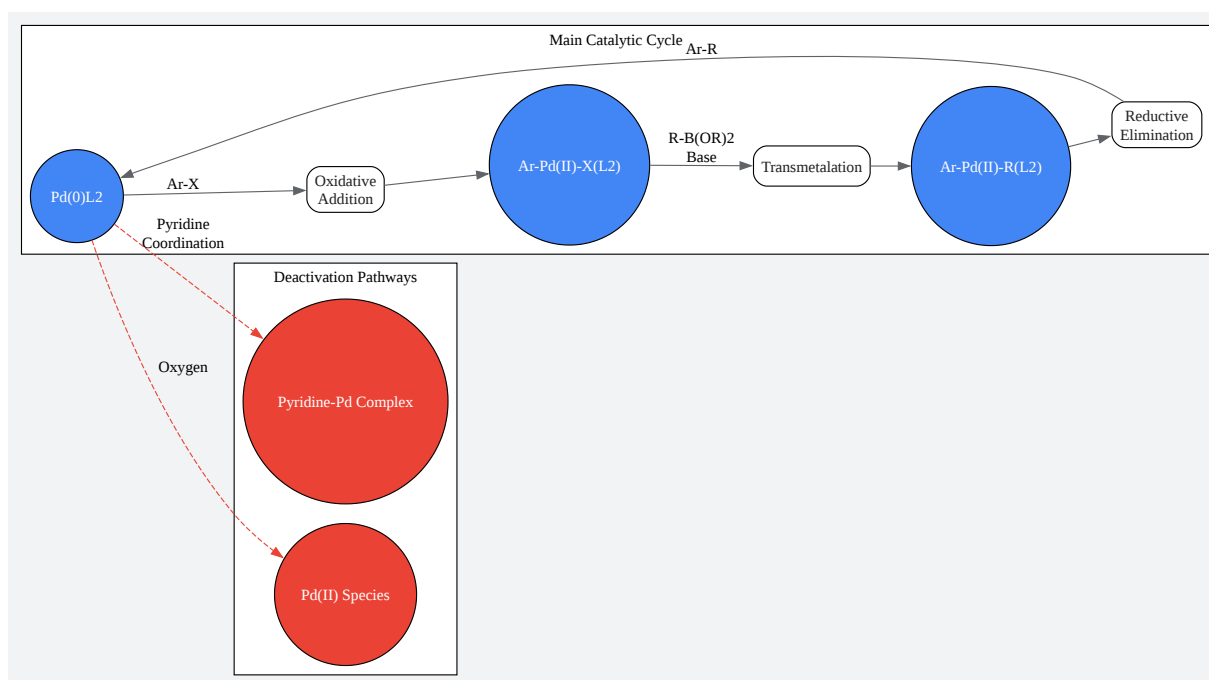 Main Catalytic Cycle
Ar-R
Reductive
Elimination
R-B(OR)2
Base
Ar-Pd(II)-X(L2)
Transmetalation
Ar-Pd(II)-R(L2)
Ar-X
Oxidative
Addition
Pd(0)L2
Pyridine
Coordination
Deactivation Pathways
Oxygen
Pyridine-Pd Complex
Pd(II) Species